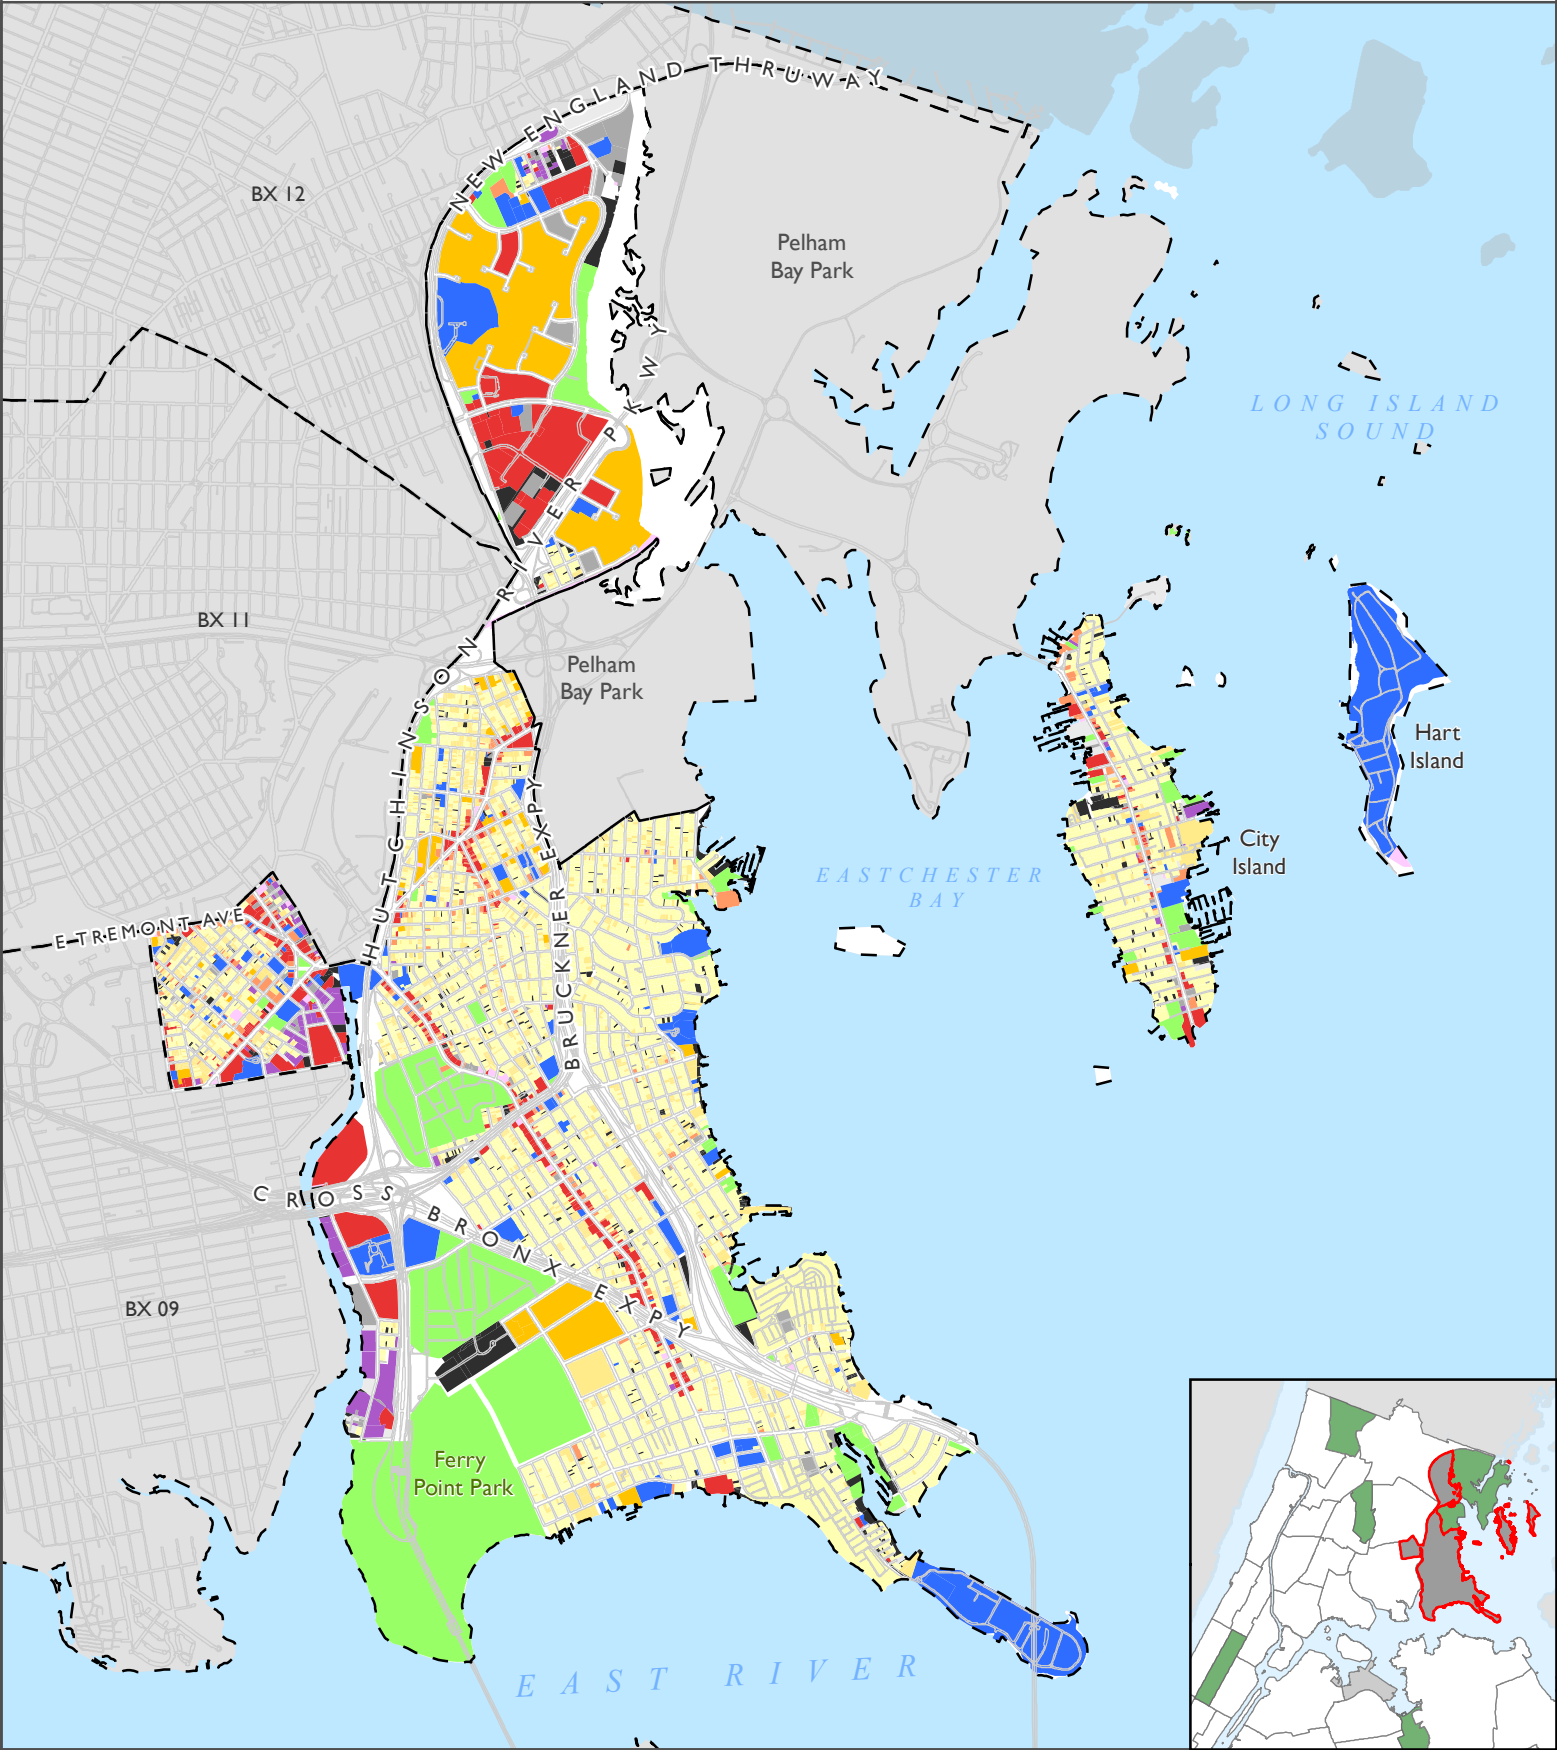 NEW ENGLAND THRUWAY
BX 12
Pelham
Bay Park
LONG ISLAND
SOUND
HUTCHINSON RIVER PKWY
BX 11
Pelham
Bay Park
Hart
Island
City
Island
EASTCHESTER
BAY
E TREMONT AVE
BRUCKNER EXPY
CROSS BRONX EXPY
BX 09
Ferry
Point Park
EAST RIVER